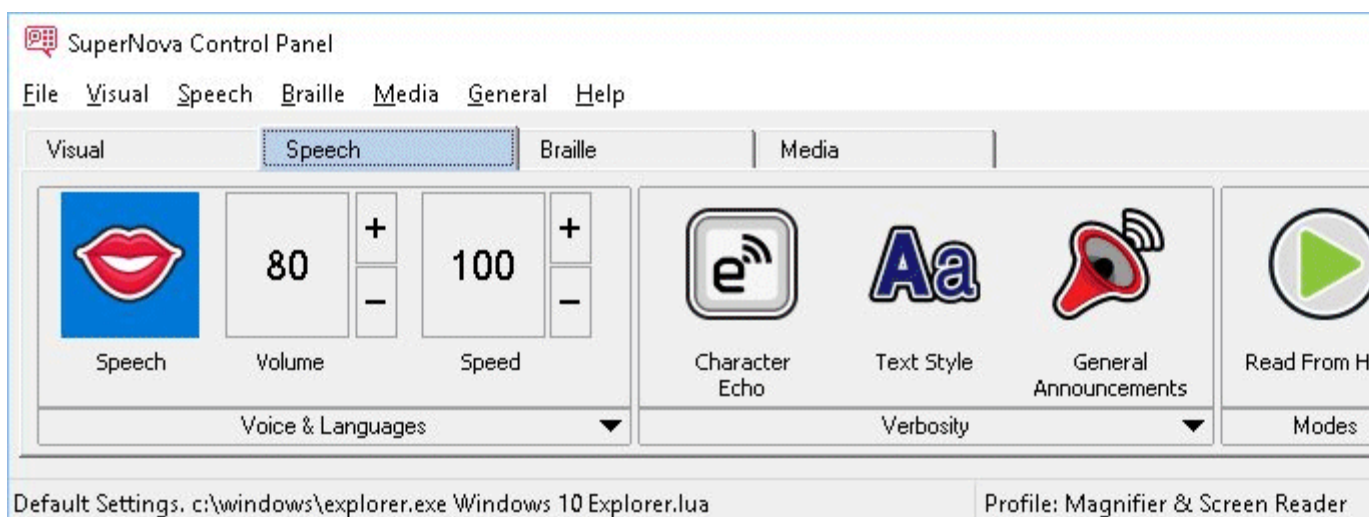 SuperNova Control Panel
File Visual Speech Braille Media General Help
Visual Speech Braille Media
80 + - 100 + -
e Aa
Speech Volume Speed Character Echo Text Style General Announcements Read From H
Voice & Languages Verbosity Modes
Default Settings. c:\windows\explorer.exe Windows 10 Explorer.lua Profile: Magnifier & Screen Reader